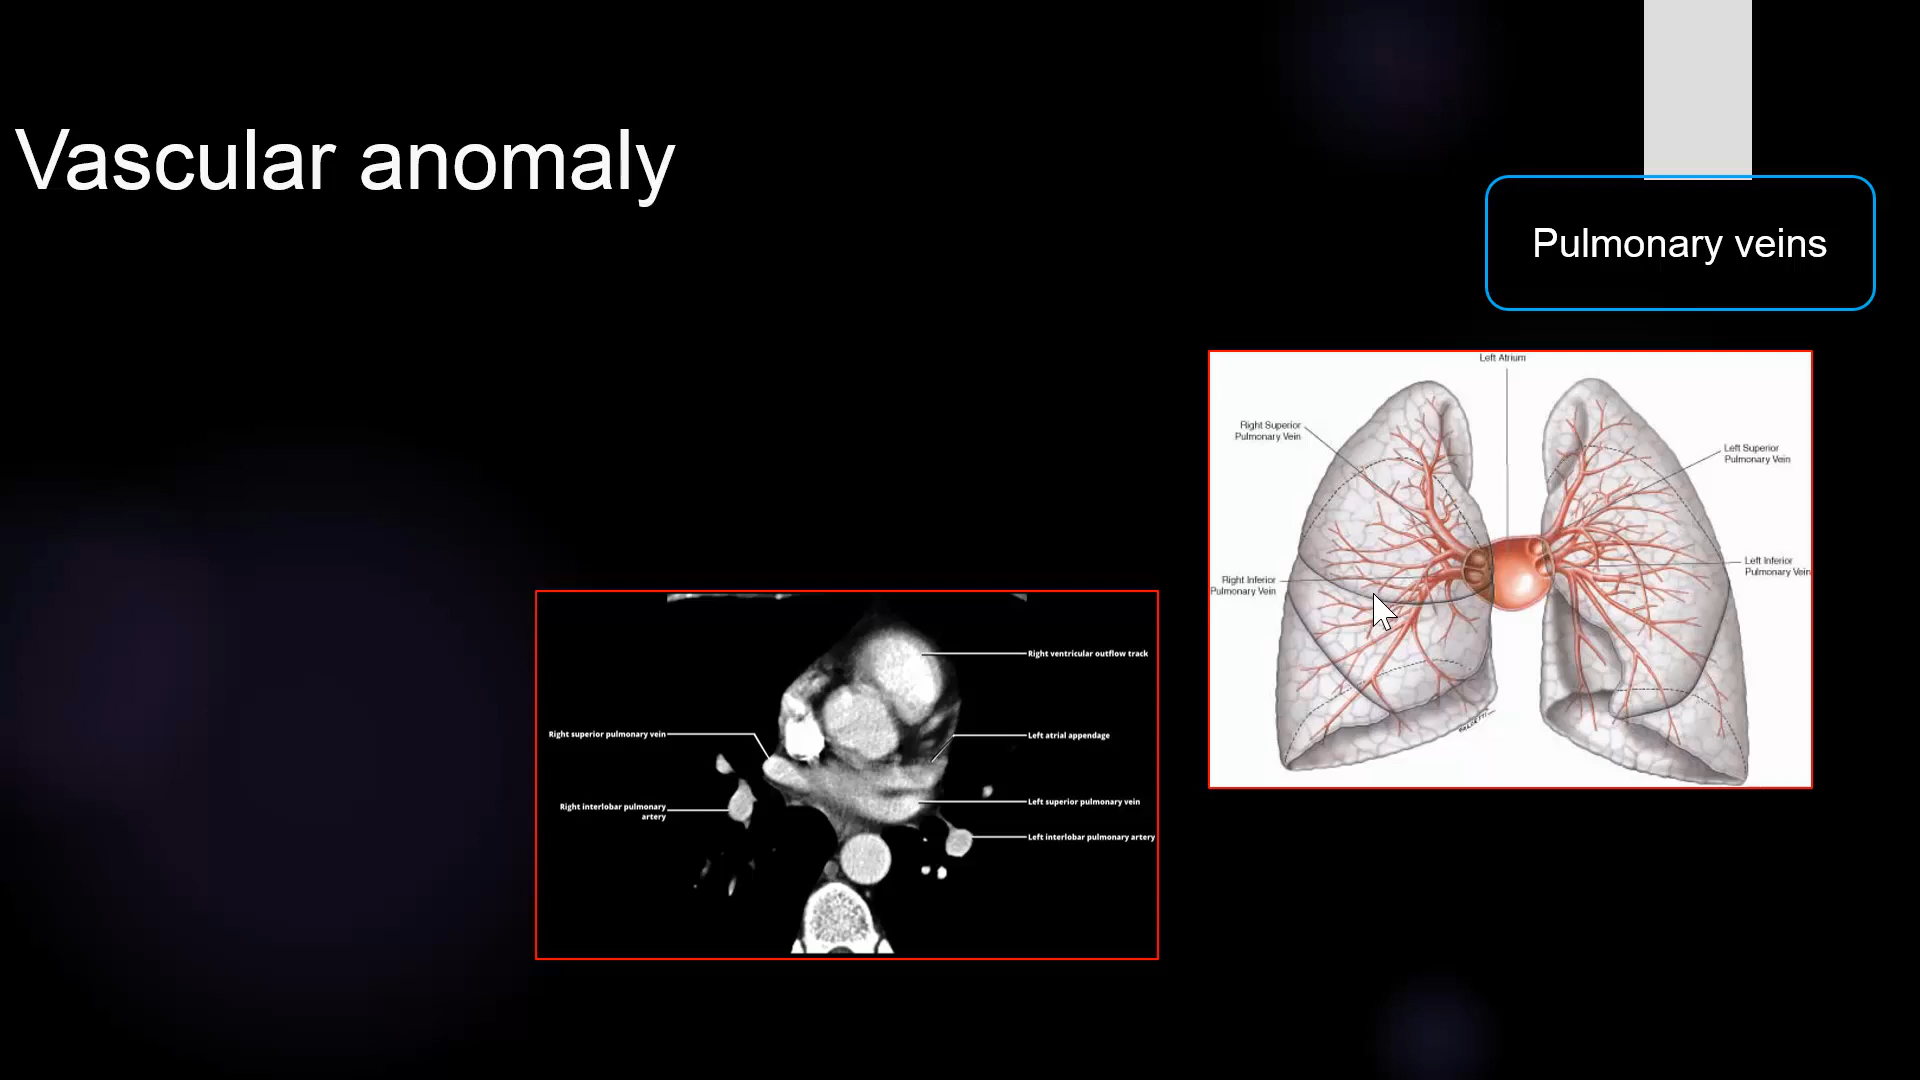 Vascular anomaly
Pulmonary veins
Left Atrium
Right Superior
Pulmonary Vein
Left Superior
Pulmonary Vein
Left Inferior
Pulmonary Vein
Right Inferior
Pulmonary Vein
Right ventricular outflow track
Right superior pulmonary vein
Left atrial appendage
Right interlobar pulmonary
artery
Left superior pulmonary vein
Left interlobar pulmonary artery